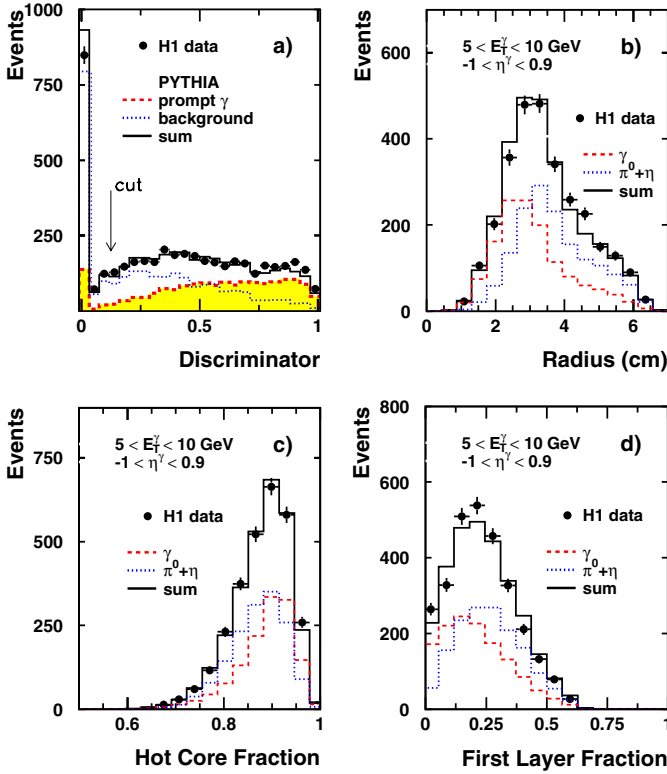 Events
1000
750
500
250
0
0.5
1
a)
H1 data
PYTHIA
prompt γ
background
sum
cut
Discriminator
Events
600
400
200
0
0
2
4
6
b)
5 < E_T^γ < 10 GeV
-1 < η^γ < 0.9
H1 data
γ
π⁰+η
sum
Radius (cm)
Events
750
500
250
0
0.6
0.8
1
c)
5 < E_T^γ < 10 GeV
-1 < η^γ < 0.9
H1 data
γ
π⁰+η
sum
Hot Core Fraction
Events
800
600
400
200
0
0
0.25
0.5
0.75
1
d)
5 < E_T^γ < 10 GeV
-1 < η^γ < 0.9
H1 data
γ
π⁰+η
sum
First Layer Fraction